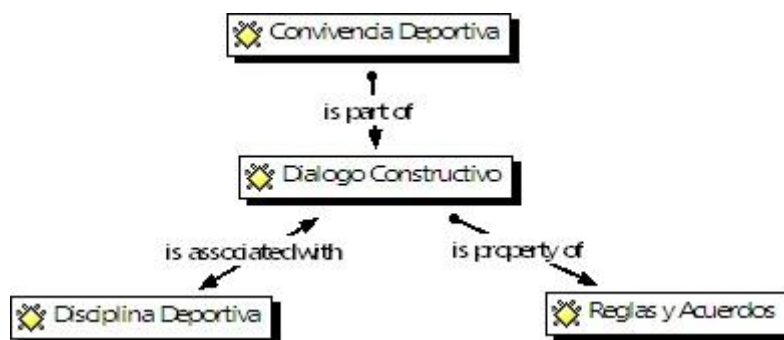 Convivencia Deportiva
is part of
Dialogo Constructivo
is associated with
is property of
Disciplina Deportiva
Reglas y Acuerdos